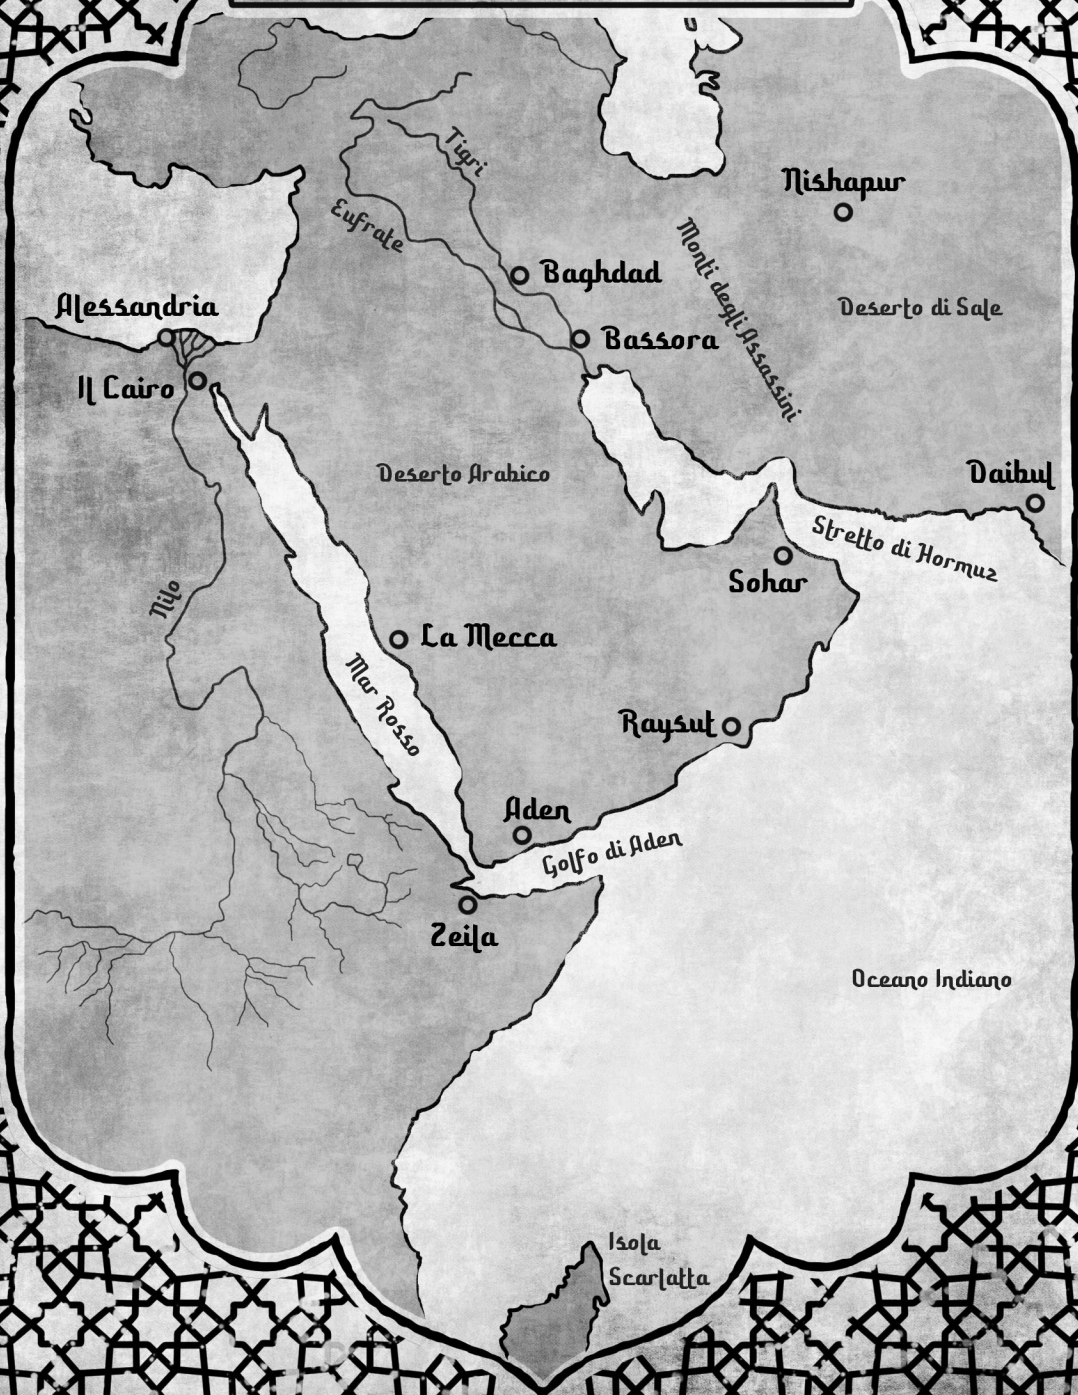 Tigri
Nishapur
Eufrate
Monti degli Assassini
Baghdad
Alessandria
Deserto di Sale
Bassora
Il Cairo
Deserto Arabico
Daibul
Stretto di Hormuz
Sohar
Nilo
La Mecca
Mar Rosso
Raysut
Aden
Golfo di Aden
Zeila
Oceano Indiano
Isola
Scarlatta